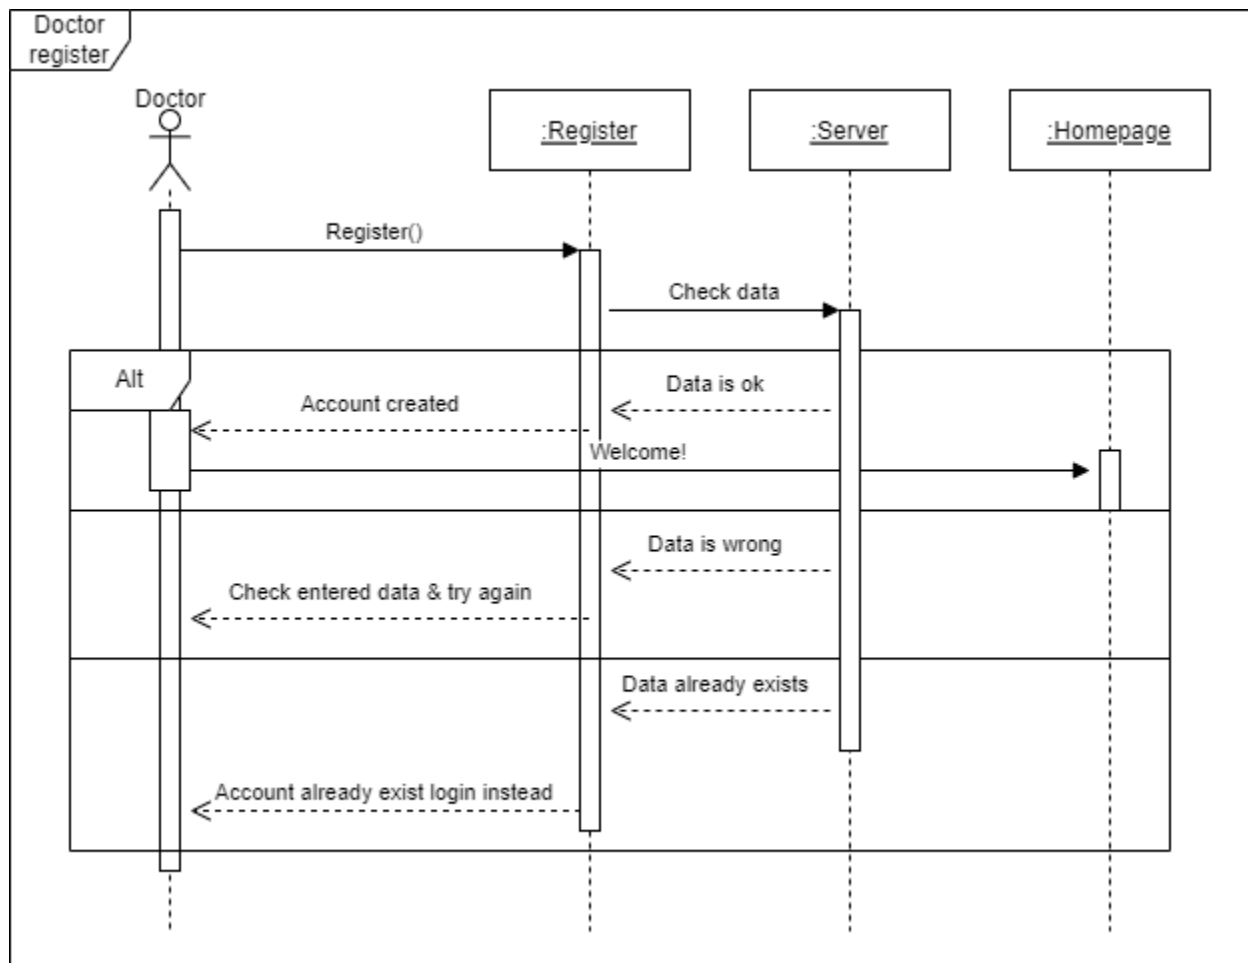 Doctor
register
Doctor
:Register
:Server
:Homepage
Register()
Check data
Alt
Data is ok
Account created
Welcome!
Data is wrong
Check entered data & try again
Data already exists
Account already exist login instead